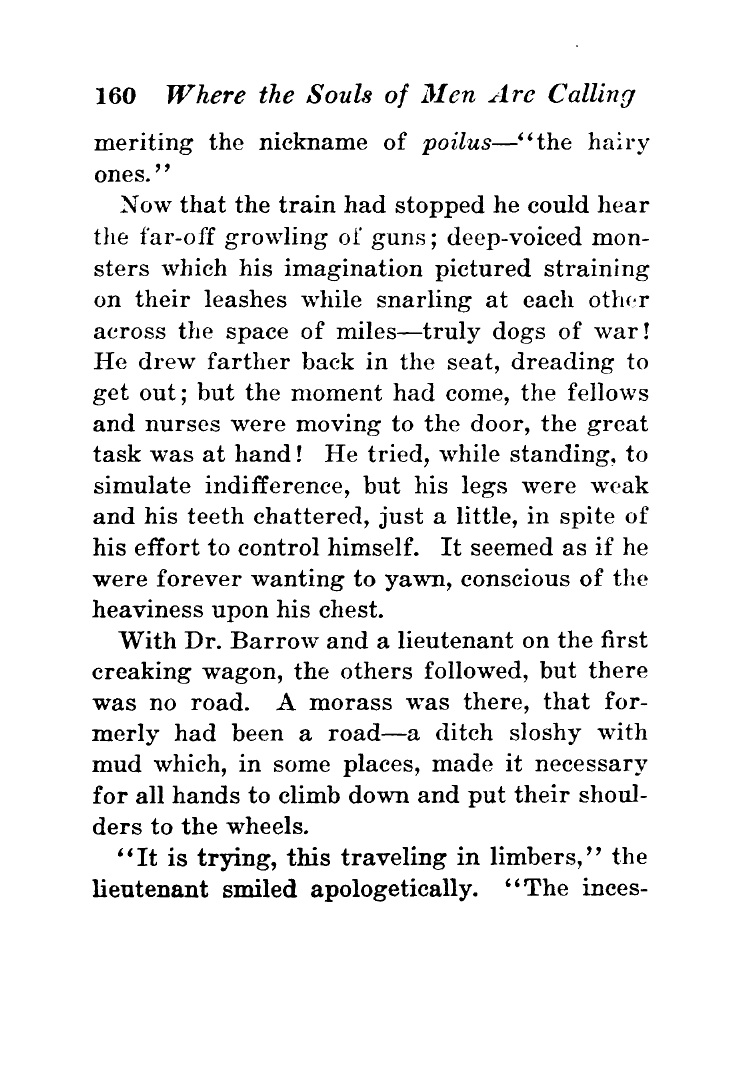 160 Where the Souls of Men Are Calling
meriting the nickname of poilus—"the hairy
ones."
Now that the train had stopped he could hear
the far-off growling of guns; deep-voiced mon-
sters which his imagination pictured straining
on their leashes while snarling at each other
across the space of miles—truly dogs of war!
He drew farther back in the seat, dreading to
get out; but the moment had come, the fellows
and nurses were moving to the door, the great
task was at hand! He tried, while standing, to
simulate indifference, but his legs were weak
and his teeth chattered, just a little, in spite of
his effort to control himself. It seemed as if he
were forever wanting to yawn, conscious of the
heaviness upon his chest.
With Dr. Barrow and a lieutenant on the first
creaking wagon, the others followed, but there
was no road. A morass was there, that for-
merly had been a road—a ditch sloshy with
mud which, in some places, made it necessary
for all hands to climb down and put their shoul-
ders to the wheels.
"It is trying, this traveling in limbers," the
lieutenant smiled apologetically. "The inces-